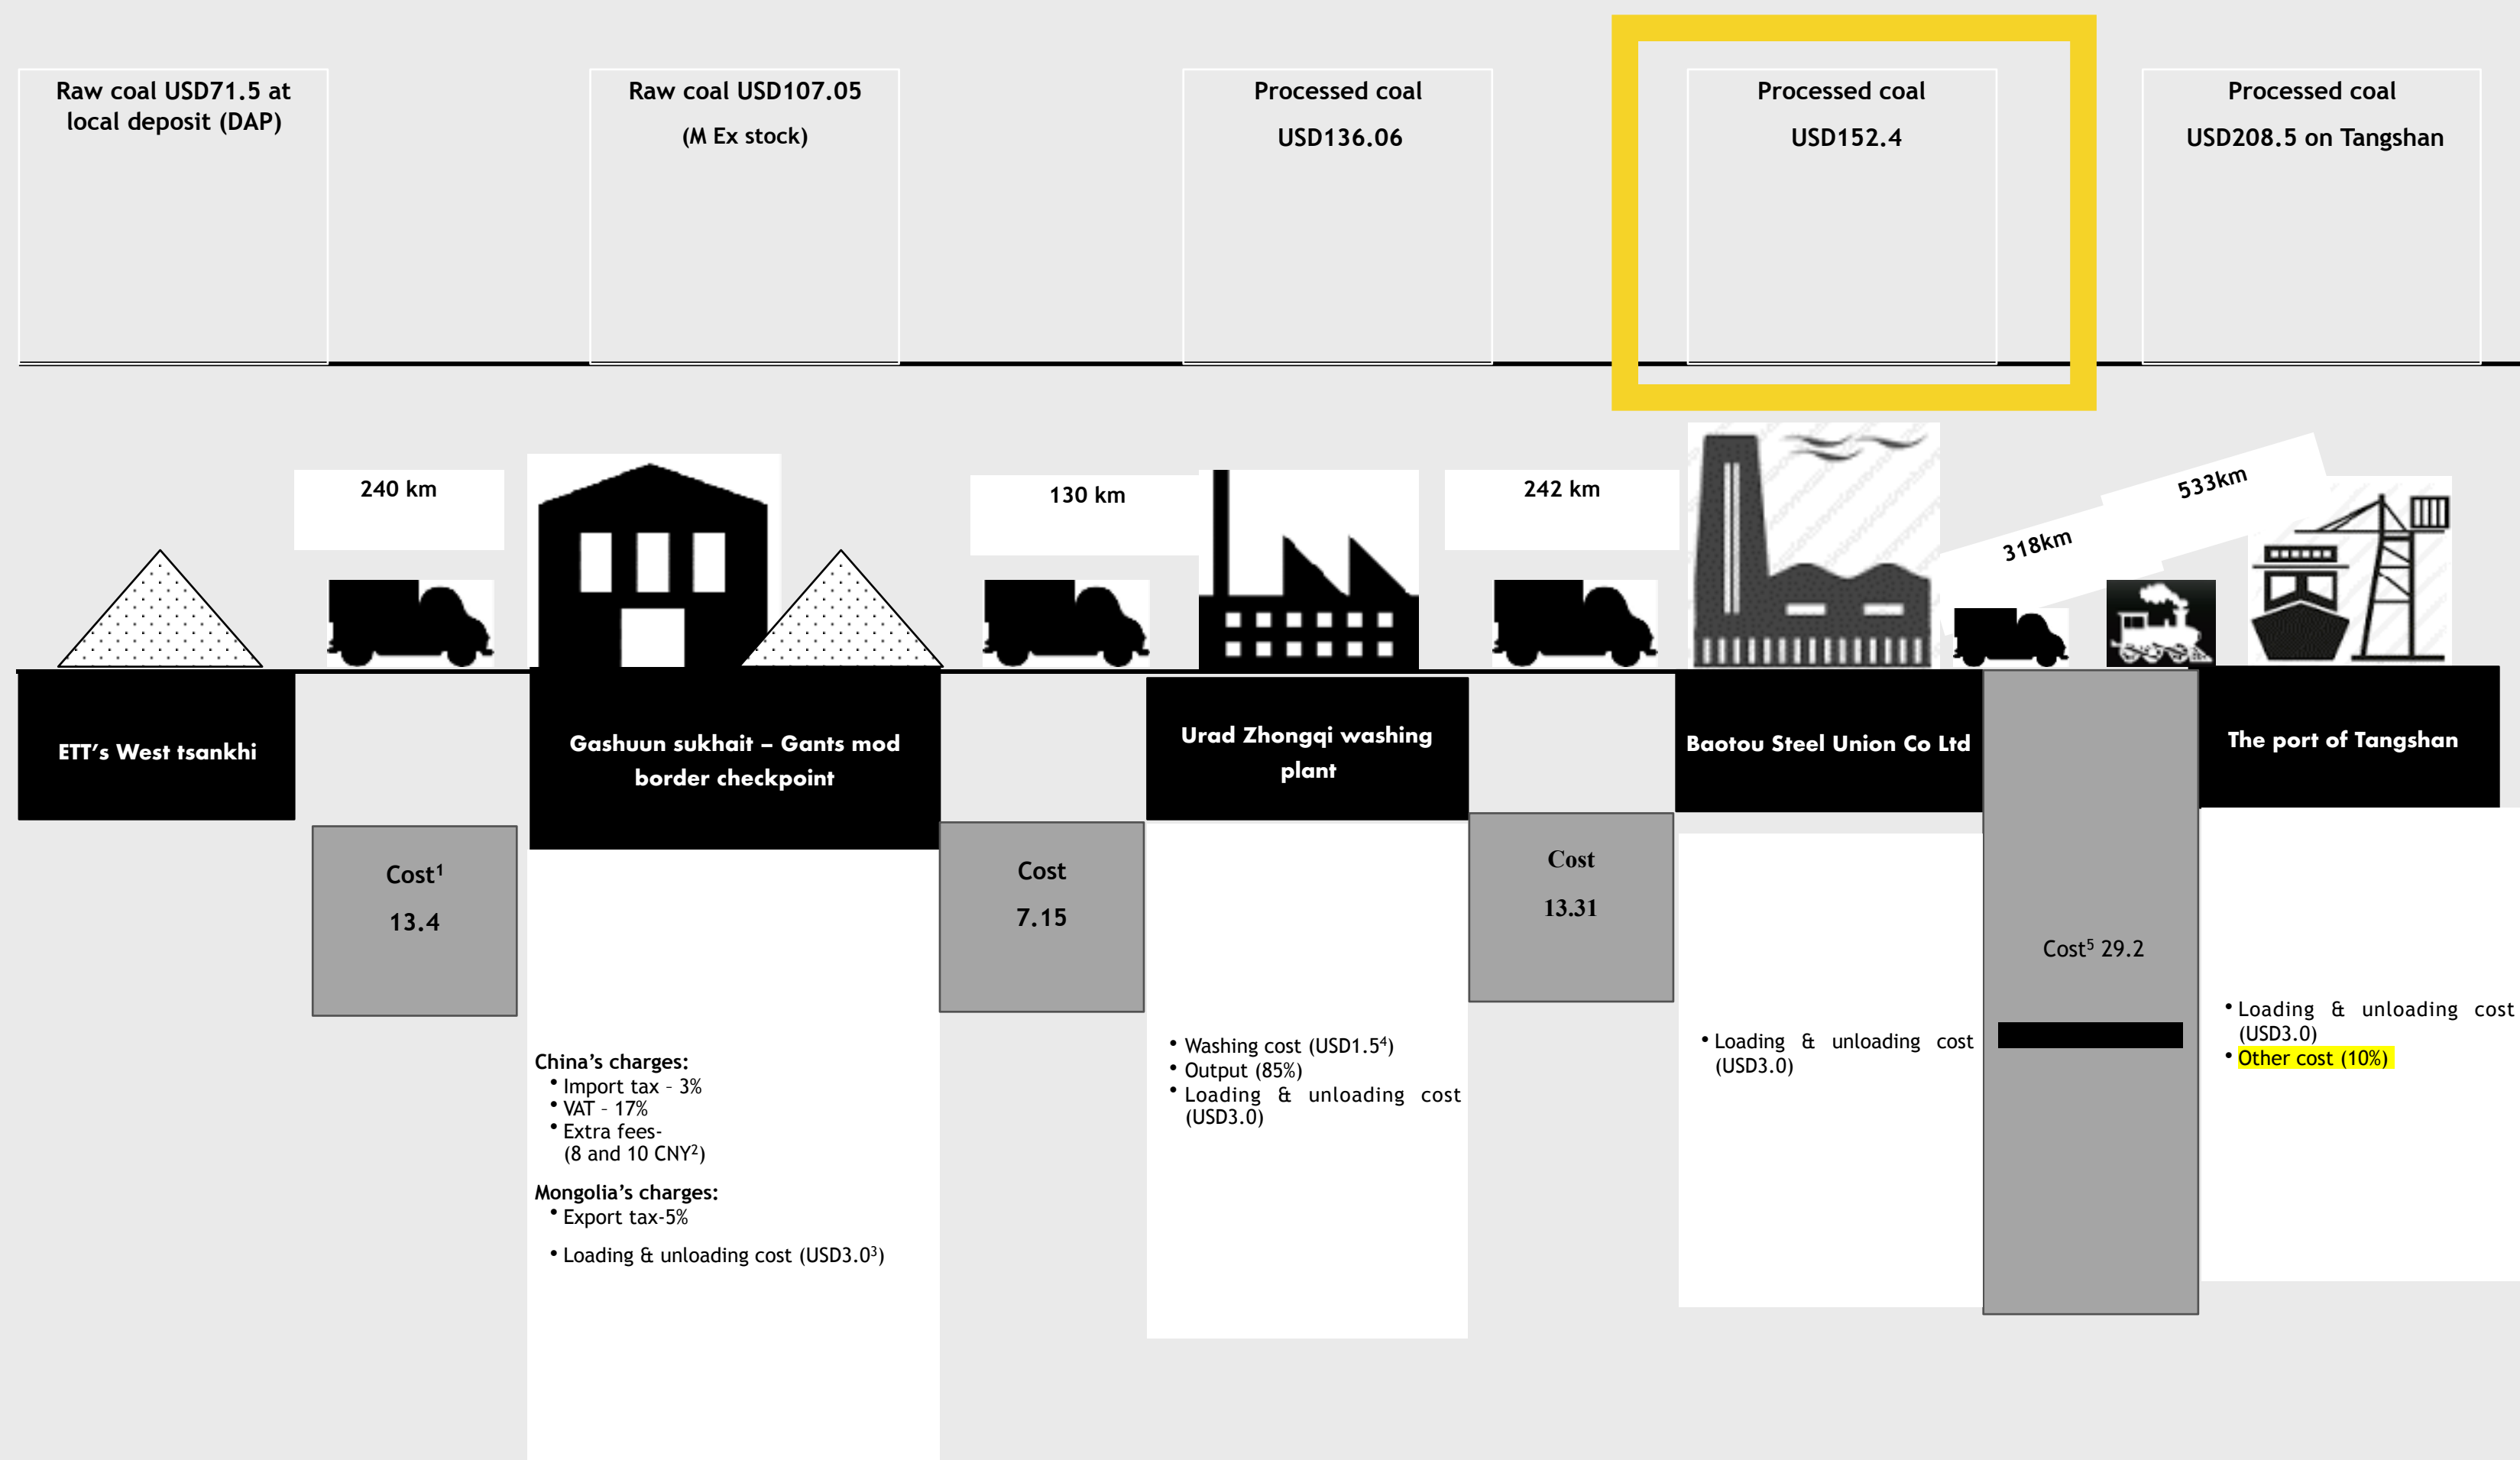 Raw coal USD71.5 at
local deposit (DAP)
Raw coal USD107.05
(M Ex stock)
Processed coal
USD136.06
Processed coal
USD152.4
Processed coal
USD208.5 on Tangshan
240 km
130 km
242 km
318km
533km
ETT’s West tsankhi
Gashuun sukhait – Gants mod
border checkpoint
Urad Zhongqi washing
plant
Baotou Steel Union Co Ltd
The port of Tangshan
Cost¹
13.4
China’s charges:
• Import tax – 3%
• VAT – 17%
• Extra fees-
(8 and 10 CNY²)
Mongolia’s charges:
• Export tax-5%
• Loading & unloading cost (USD3.0³)
Cost
7.15
• Washing cost (USD1.5⁴)
• Output (85%)
• Loading & unloading cost
(USD3.0)
Cost
13.31
• Loading & unloading cost
(USD3.0)
Cost⁵ 29.2
• Loading & unloading cost
(USD3.0)
• Other cost (10%)